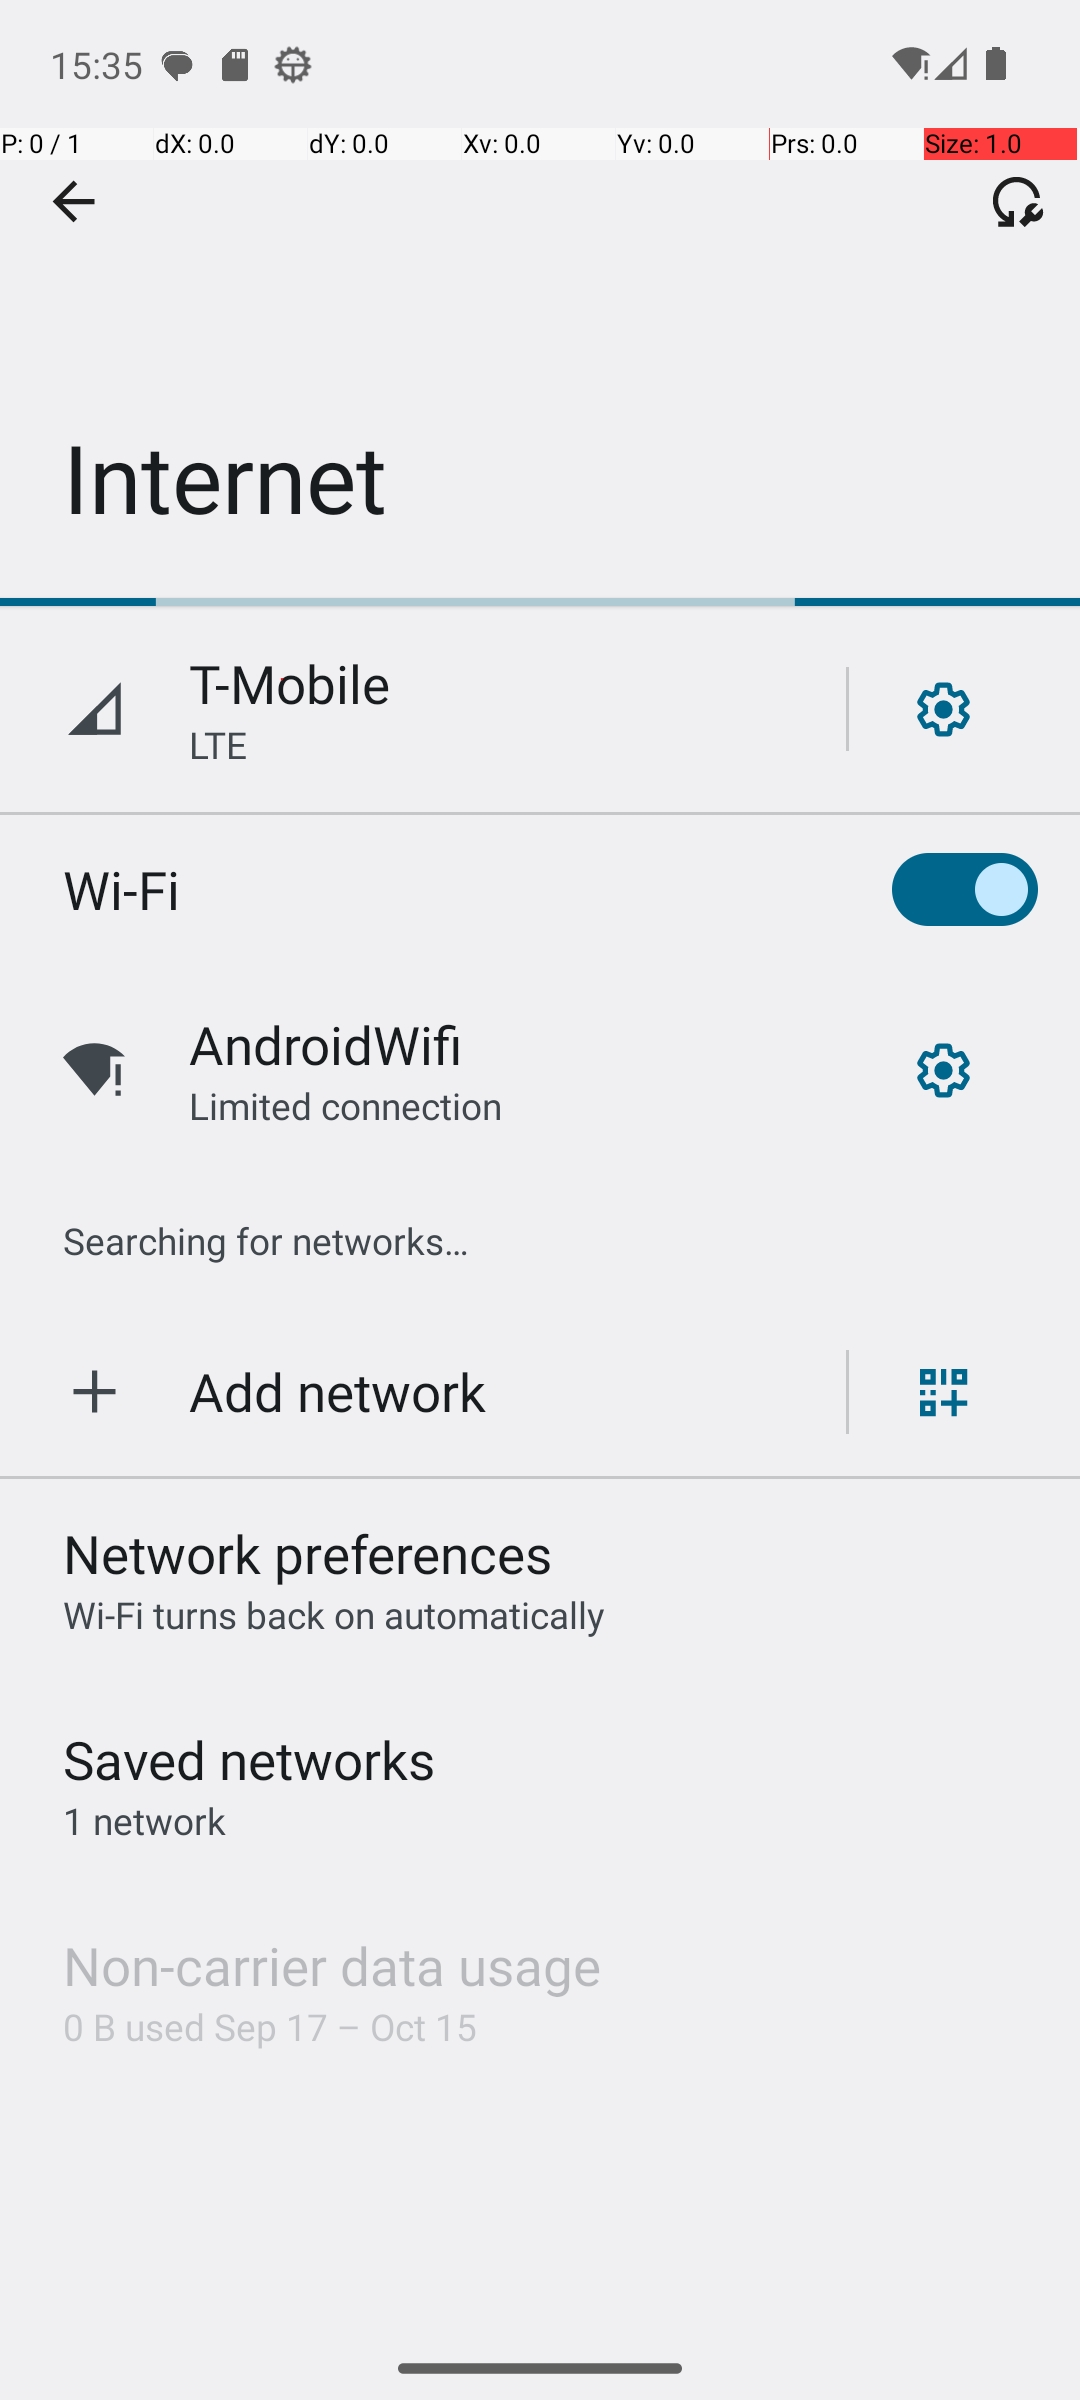 15:35
P: 0 / 1 dX: 0.0 dY: 0.0 Xv: 0.0 Yv: 0.0 Prs: 0.0 Size: 1.0
Internet
T-Mobile
LTE
Wi-Fi
AndroidWifi
Limited connection
Searching for networks…
Add network
Network preferences
Wi-Fi turns back on automatically
Saved networks
1 network
Non-carrier data usage
0 B used Sep 17 – Oct 15